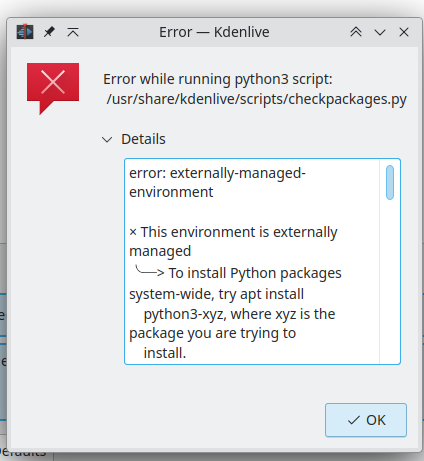 Error — Kdenlive
Error while running python3 script:
/usr/share/kdenlive/scripts/checkpackages.py
Details
error: externally-managed-
environment
× This environment is externally
managed
╰──> To install Python packages
system-wide, try apt install
python3-xyz, where xyz is the
package you are trying to
install.
OK